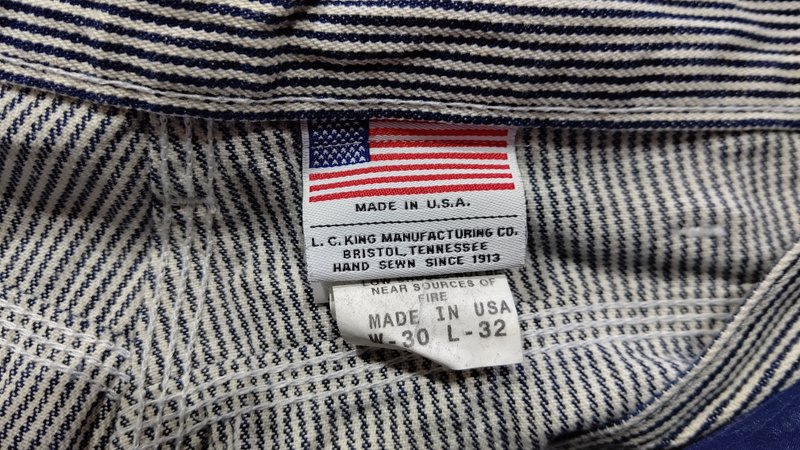 MADE IN U.S.A.
L. C. KING MANUFACTURING CO.
BRISTOL, TENNESSEE
HAND SEWN SINCE 1913
NEAR SOURCES OF
FIRE
MADE IN USA
W-30 L-32